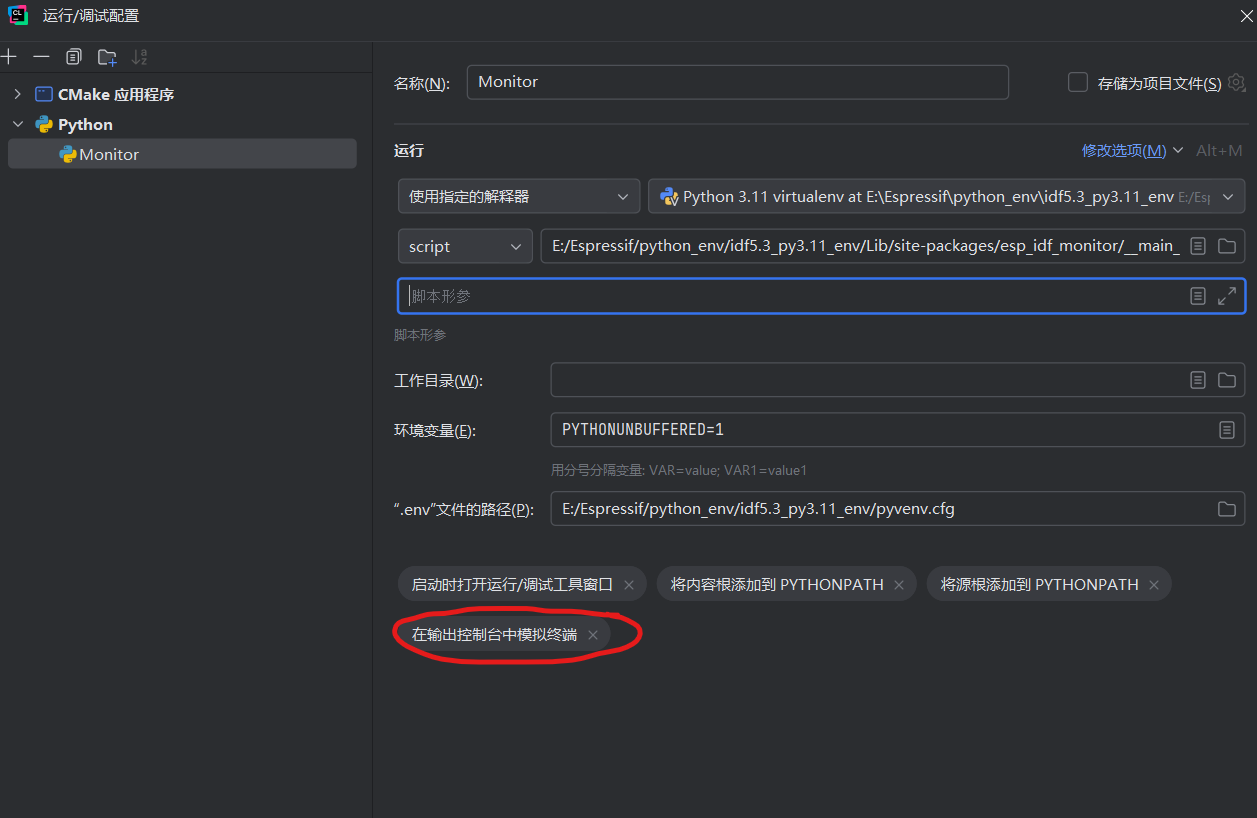 运行/调试配置
CMake 应用程序
Python
Monitor
名称(N):
Monitor
存储为项目文件(S)
运行
修改选项(M)
Alt+M
使用指定的解释器
Python 3.11 virtualenv at E:\Espressif\python_env\idf5.3_py3.11_env E:/Esp
script
E:/Espressif/python_env/idf5.3_py3.11_env/Lib/site-packages/esp_idf_monitor/__main_
脚本形参
脚本形参
工作目录(W):
环境变量(E):
PYTHONUNBUFFERED=1
用分号分隔变量: VAR=value; VAR1=value1
“.env”文件的路径(P):
E:/Espressif/python_env/idf5.3_py3.11_env/pyvenv.cfg
启动时打开运行/调试工具窗口
将内容根添加到 PYTHONPATH
将源根添加到 PYTHONPATH
在输出控制台中模拟终端